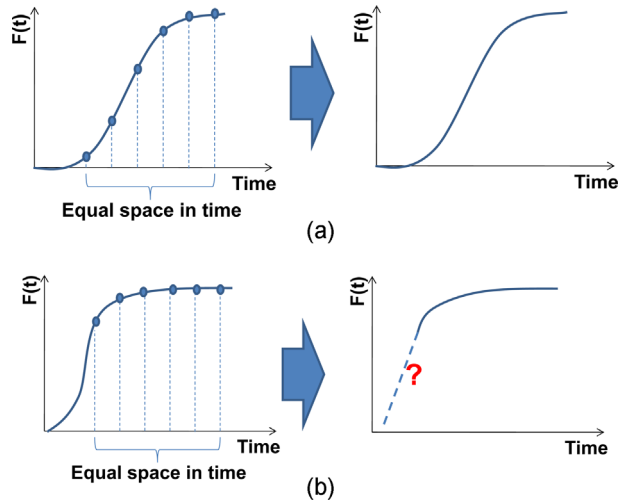 F(t)
F(t)
Time
Time
Equal space in time
(a)
F(t)
F(t)
?
Time
Time
Equal space in time
(b)